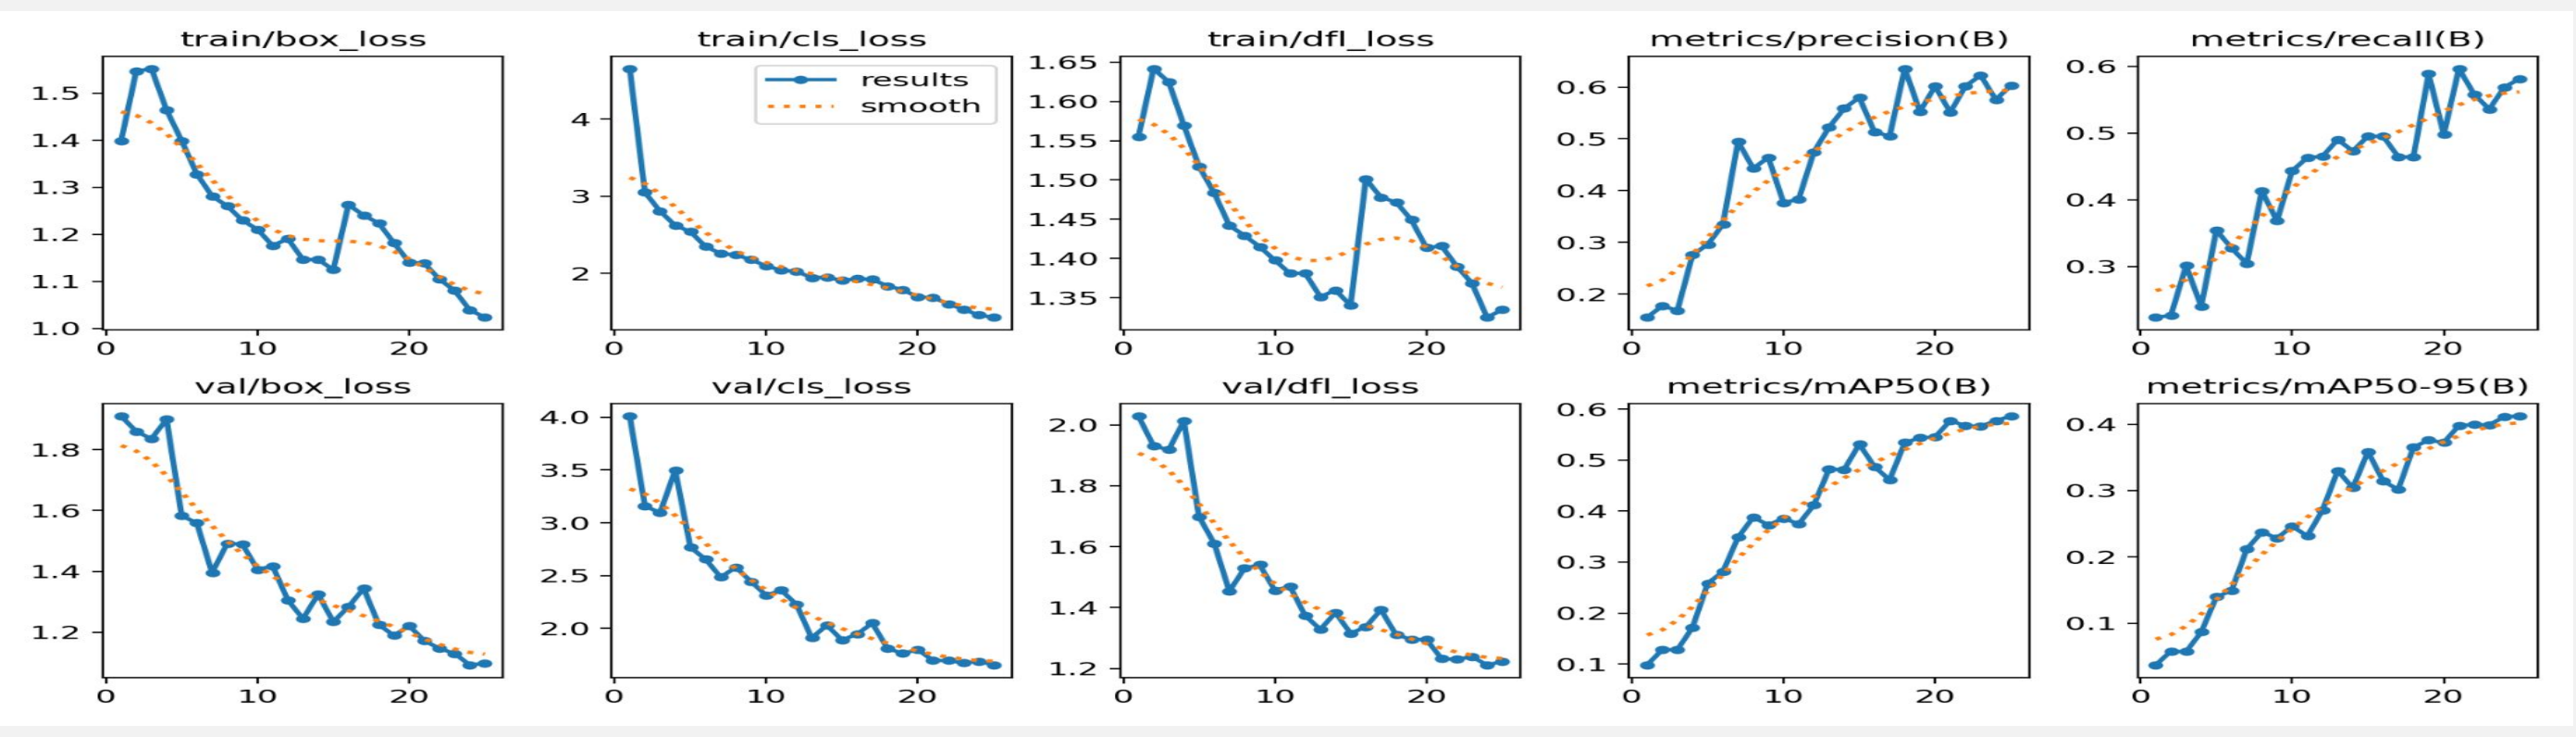 train/box_loss
train/cls_loss
train/dfl_loss
metrics/precision(B)
metrics/recall(B)
1.5
1.4
1.3
1.2
1.1
1.0
0 10 20
results
smooth
4
3
2
0 10 20
1.65
1.60
1.55
1.50
1.45
1.40
1.35
0 10 20
0.6
0.5
0.4
0.3
0.2
0 10 20
0.6
0.5
0.4
0.3
0 10 20
val/box_loss
val/cls_loss
val/dfl_loss
metrics/mAP50(B)
metrics/mAP50-95(B)
1.8
1.6
1.4
1.2
0 10 20
4.0
3.5
3.0
2.5
2.0
0 10 20
2.0
1.8
1.6
1.4
1.2
0 10 20
0.6
0.5
0.4
0.3
0.2
0.1
0 10 20
0.4
0.3
0.2
0.1
0 10 20